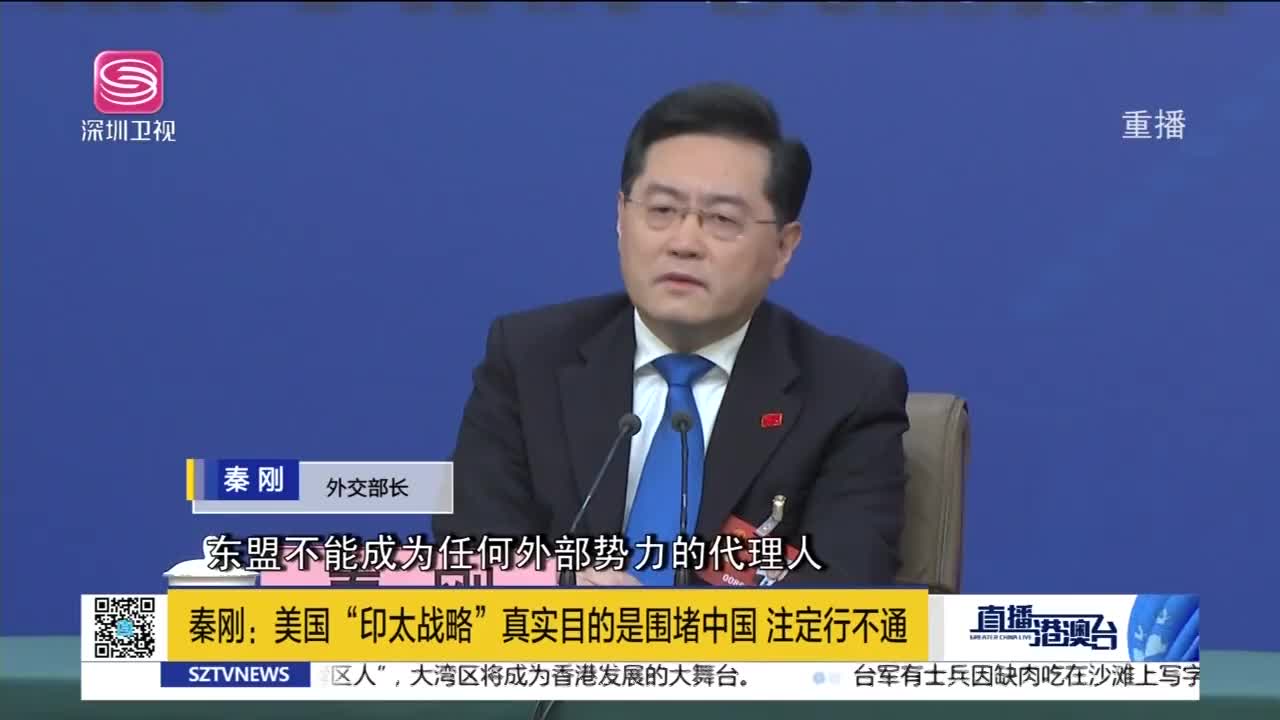 深圳卫视
重播
秦刚
外交部长
东盟不能成为任何外部势力的代理人
秦刚：美国“印太战略”真实目的是围堵中国 注定行不通
直播港澳台
GREATER CHINA LIVE
SZTVNEWS
区人”，大湾区将成为香港发展的大舞台。
台军有士兵因缺肉吃在沙滩上写字